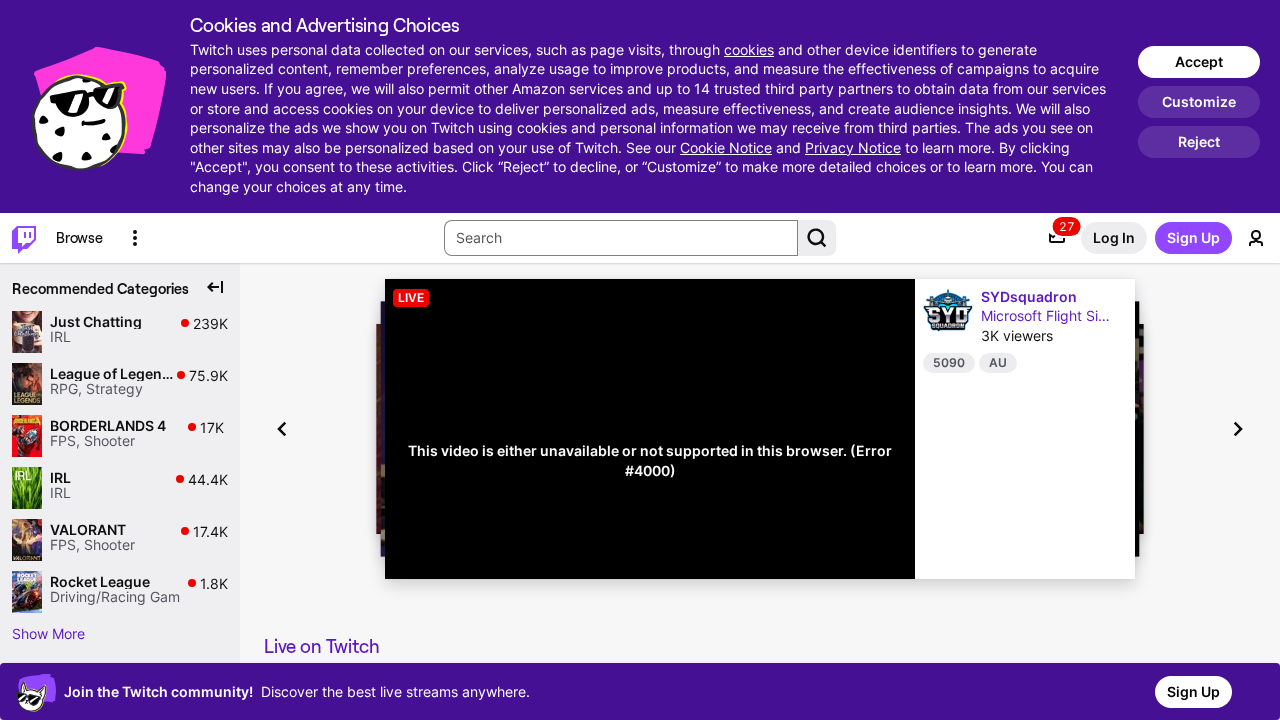 Cookies and Advertising Choices
Twitch uses personal data collected on our services, such as page visits, through cookies and other device identifiers to generate
personalized content, remember preferences, analyze usage to improve products, and measure the effectiveness of campaigns to acquire
new users. If you agree, we will also permit other Amazon services and up to 14 trusted third party partners to obtain data from our services
or store and access cookies on your device to deliver personalized ads, measure effectiveness, and create audience insights. We will also
personalize the ads we show you on Twitch using cookies and personal information we may receive from third parties. The ads you see on
other sites may also be personalized based on your use of Twitch. See our Cookie Notice and Privacy Notice to learn more. By clicking
"Accept", you consent to these activities. Click “Reject” to decline, or “Customize” to make more detailed choices or to learn more. You can
change your choices at any time.
Accept
Customize
Reject
Browse
Search
27
Log In
Sign Up
Recommended Categories
Just Chatting
239K
IRL
League of Legen...
75.9K
RPG, Strategy
BORDERLANDS 4
17K
FPS, Shooter
IRL
44.4K
IRL
VALORANT
17.4K
FPS, Shooter
Rocket League
1.8K
Driving/Racing Gam
Show More
LIVE
This video is either unavailable or not supported in this browser. (Error
#4000)
SYD
SQUADRON
SYDsquadron
Microsoft Flight Si...
3K viewers
5090
AU
Live on Twitch
Join the Twitch community! Discover the best live streams anywhere.
Sign Up